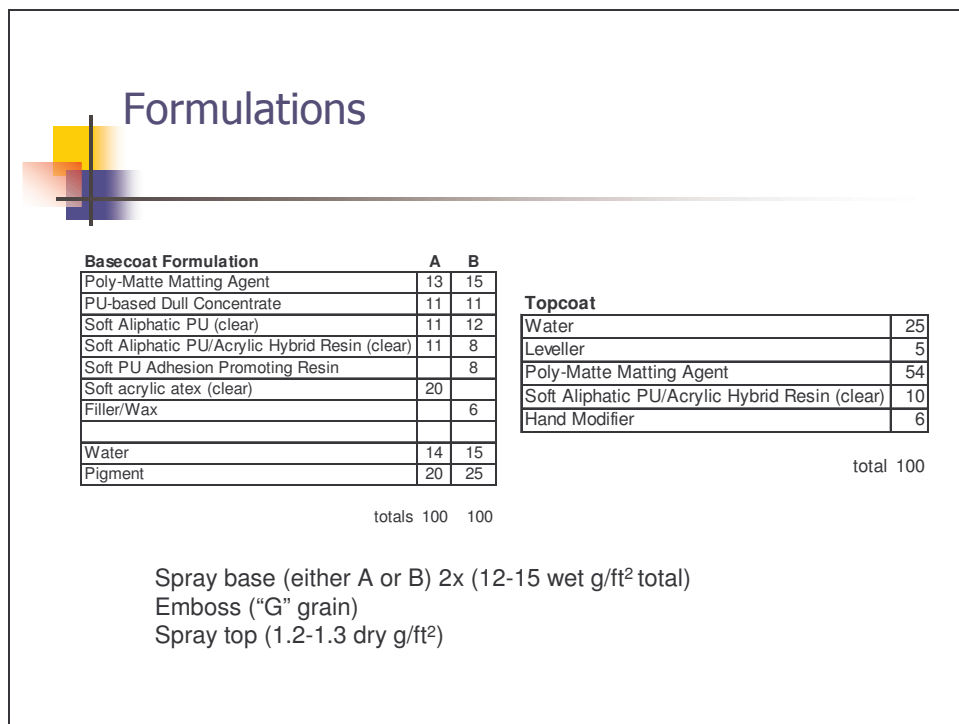 Formulations
Basecoat Formulation A B
Poly-Matte Matting Agent 13 15
PU-based Dull Concentrate 11 11
Soft Aliphatic PU (clear) 11 12
Soft Aliphatic PU/Acrylic Hybrid Resin (clear) 11 8
Soft PU Adhesion Promoting Resin 8
Soft acrylic atex (clear) 20
Filler/Wax 6
Water 14 15
Pigment 20 25
totals 100 100
Topcoat
Water 25
Leveller 5
Poly-Matte Matting Agent 54
Soft Aliphatic PU/Acrylic Hybrid Resin (clear) 10
Hand Modifier 6
total 100
Spray base (either A or B) 2x (12-15 wet g/ft² total)
Emboss (“G” grain)
Spray top (1.2-1.3 dry g/ft²)